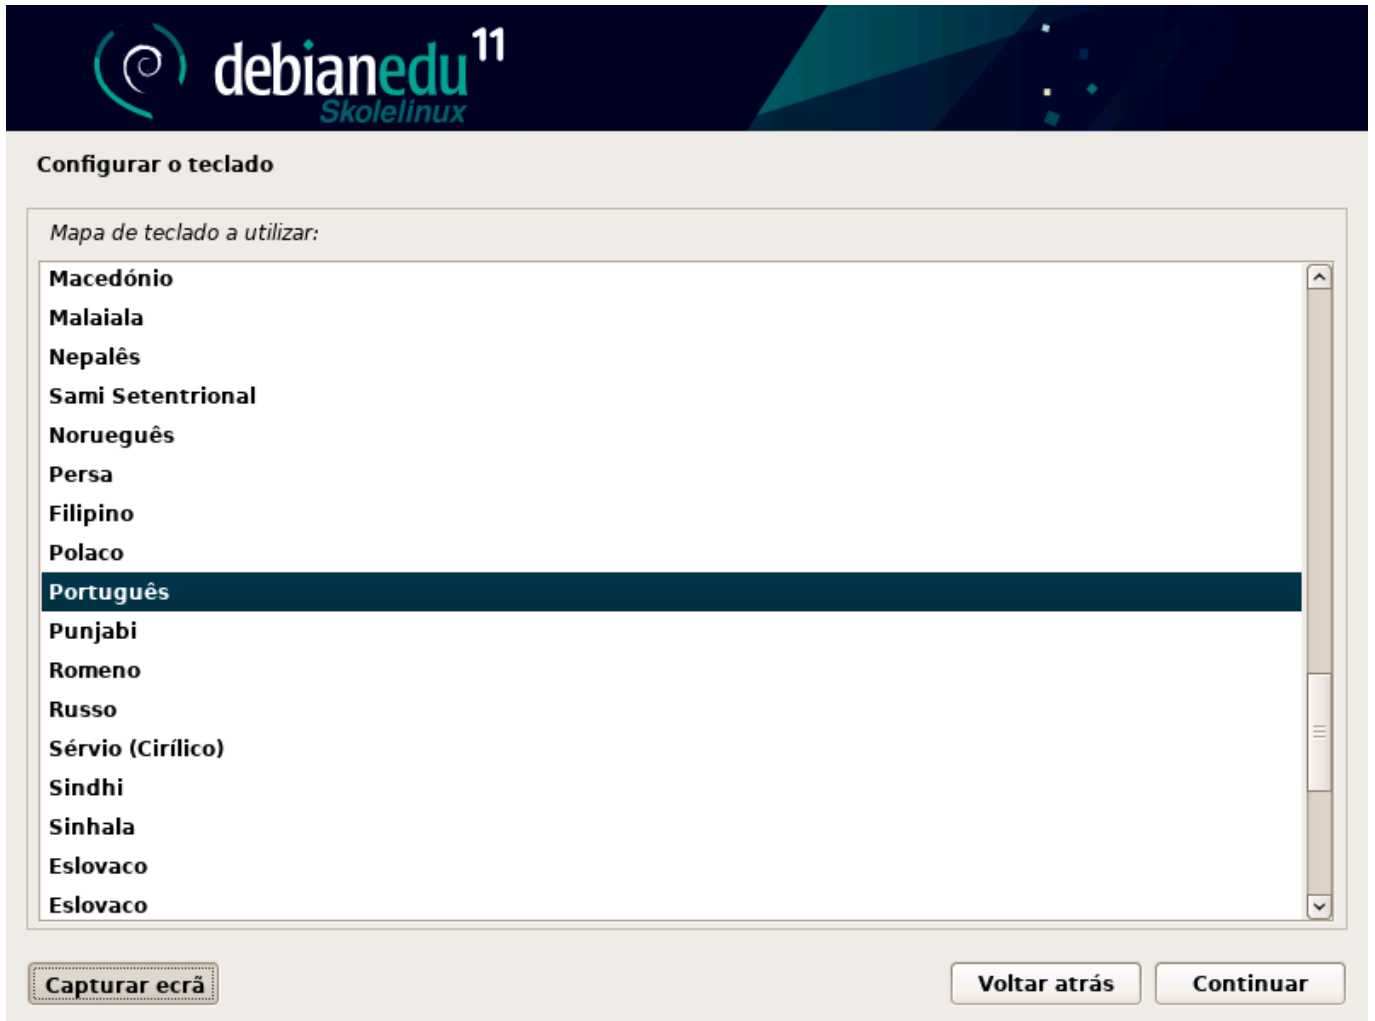 debianedu 11
Skolelinux
Configurar o teclado
Mapa de teclado a utilizar:
Macedónio
Malaiala
Nepalês
Sami Setentrional
Norueguês
Persa
Filipino
Polaco
Português
Punjabi
Romeno
Russo
Sérvio (Cirílico)
Sindhi
Sinhala
Eslovaco
Eslovaco
Capturar ecrã
Voltar atrás
Continuar